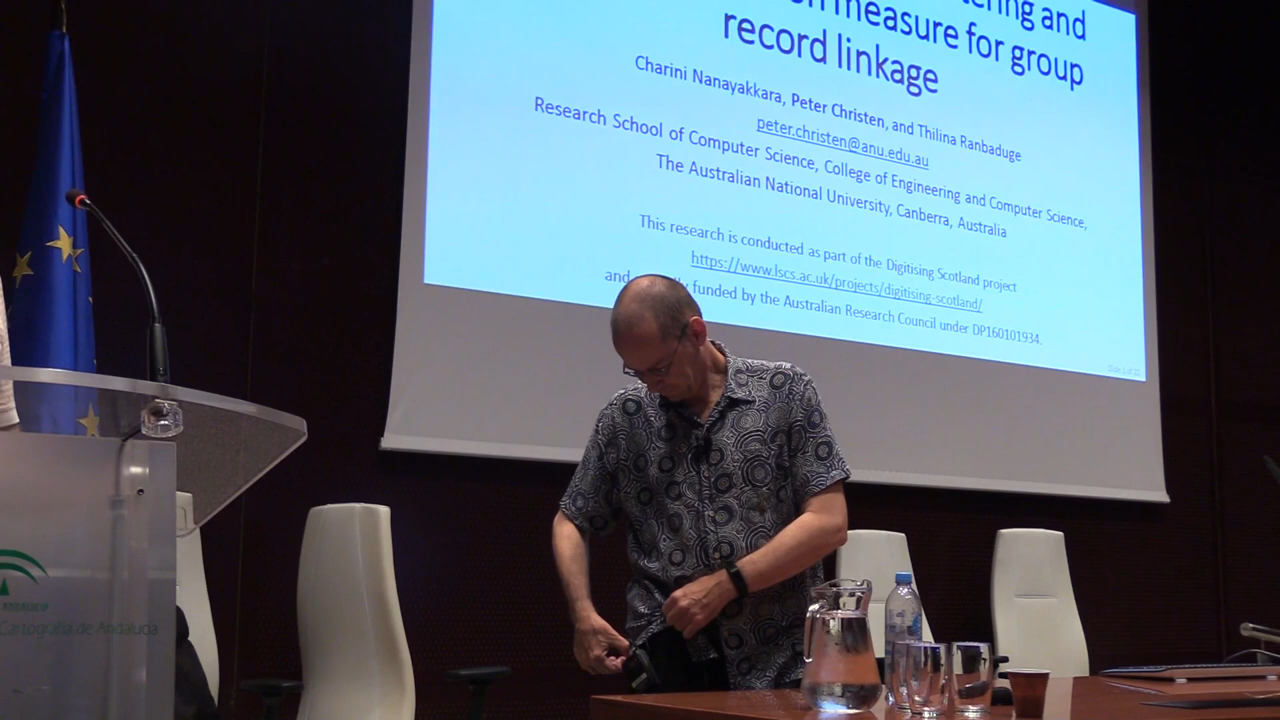 and
measure for group
record linkage
Charini Nanayakkara, Peter Christen, and Thilina Ranbaduge
peter.christen@anu.edu.au
Research School of Computer Science, College of Engineering and Computer Science,
The Australian National University, Canberra, Australia
This research is conducted as part of the Digitising Scotland project
https://www.lscs.ac.uk/projects/digitising-scotland/
and funded by the Australian Research Council under DP160101934.
Cartografía de Andalucía